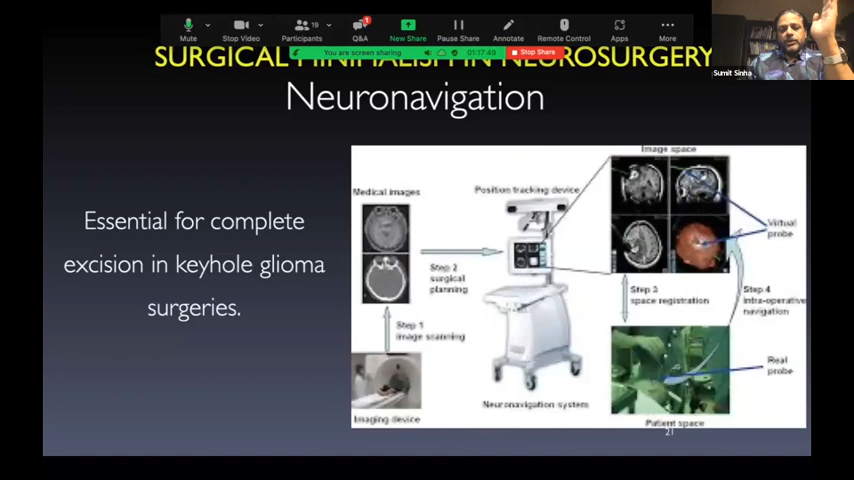 19
1
Mute
Stop Video
Participants
Q&A
New Share
Pause Share
Annotate
Remote Control
Apps
More
You are screen sharing
01:17:49
Stop Share
SURGICAL MINIMALISM IN NEUROSURGERY
Sumit Sinha
Neuronavigation
Essential for complete
excision in keyhole glioma
surgeries.
Image space
Medical images
Position tracking device
Virtual
probe
Step 2
surgical
planning
Step 3
space registration
Step 4
intra-operative
navigation
Step 1
image scanning
Real
probe
Neuronavigation system
Imaging device
Patient space
21